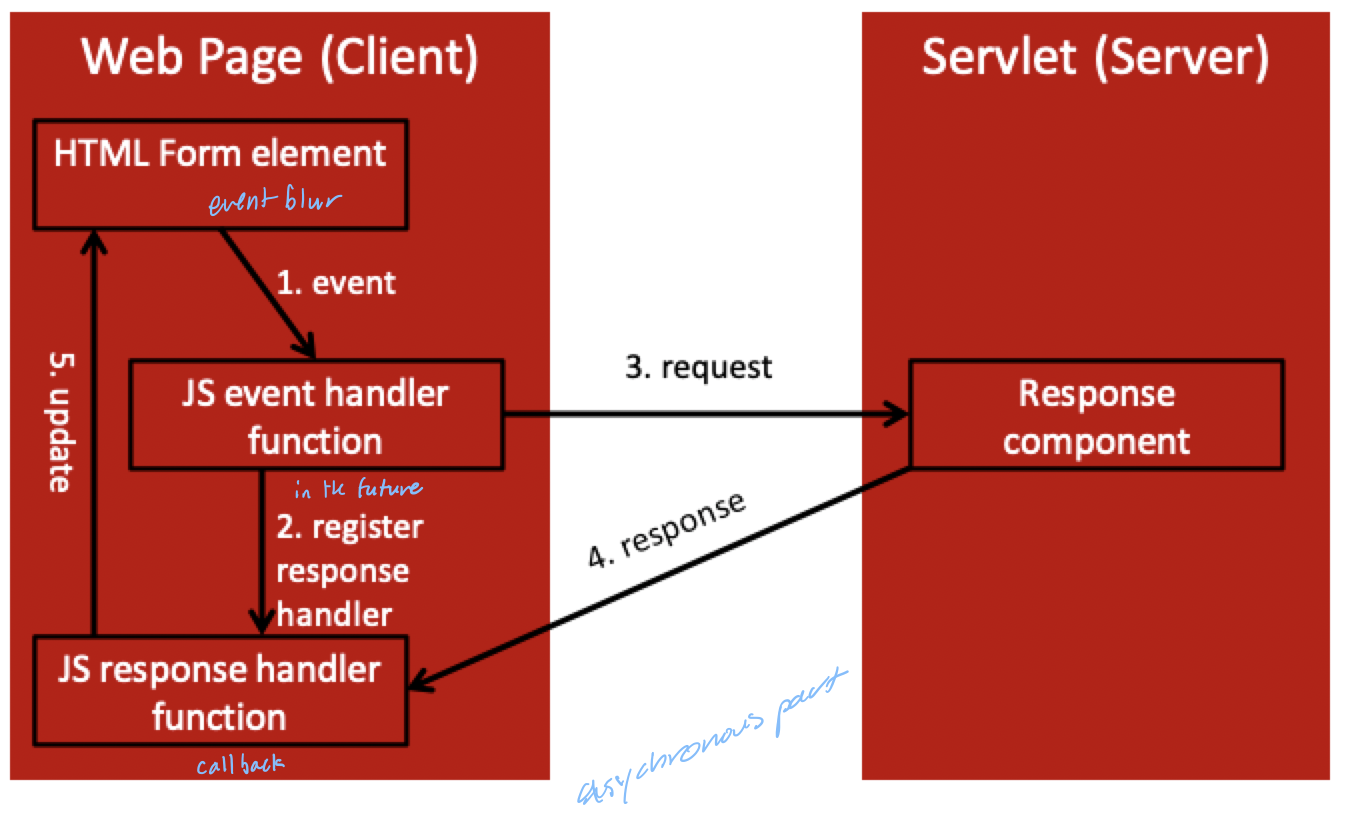 Web Page (Client)
Servlet (Server)
HTML Form element
event blur
1. event
5. update
JS event handler
function
3. request
Response
component
in the future
2. register
response
handler
4. response
JS response handler
function
callback
asychronous part